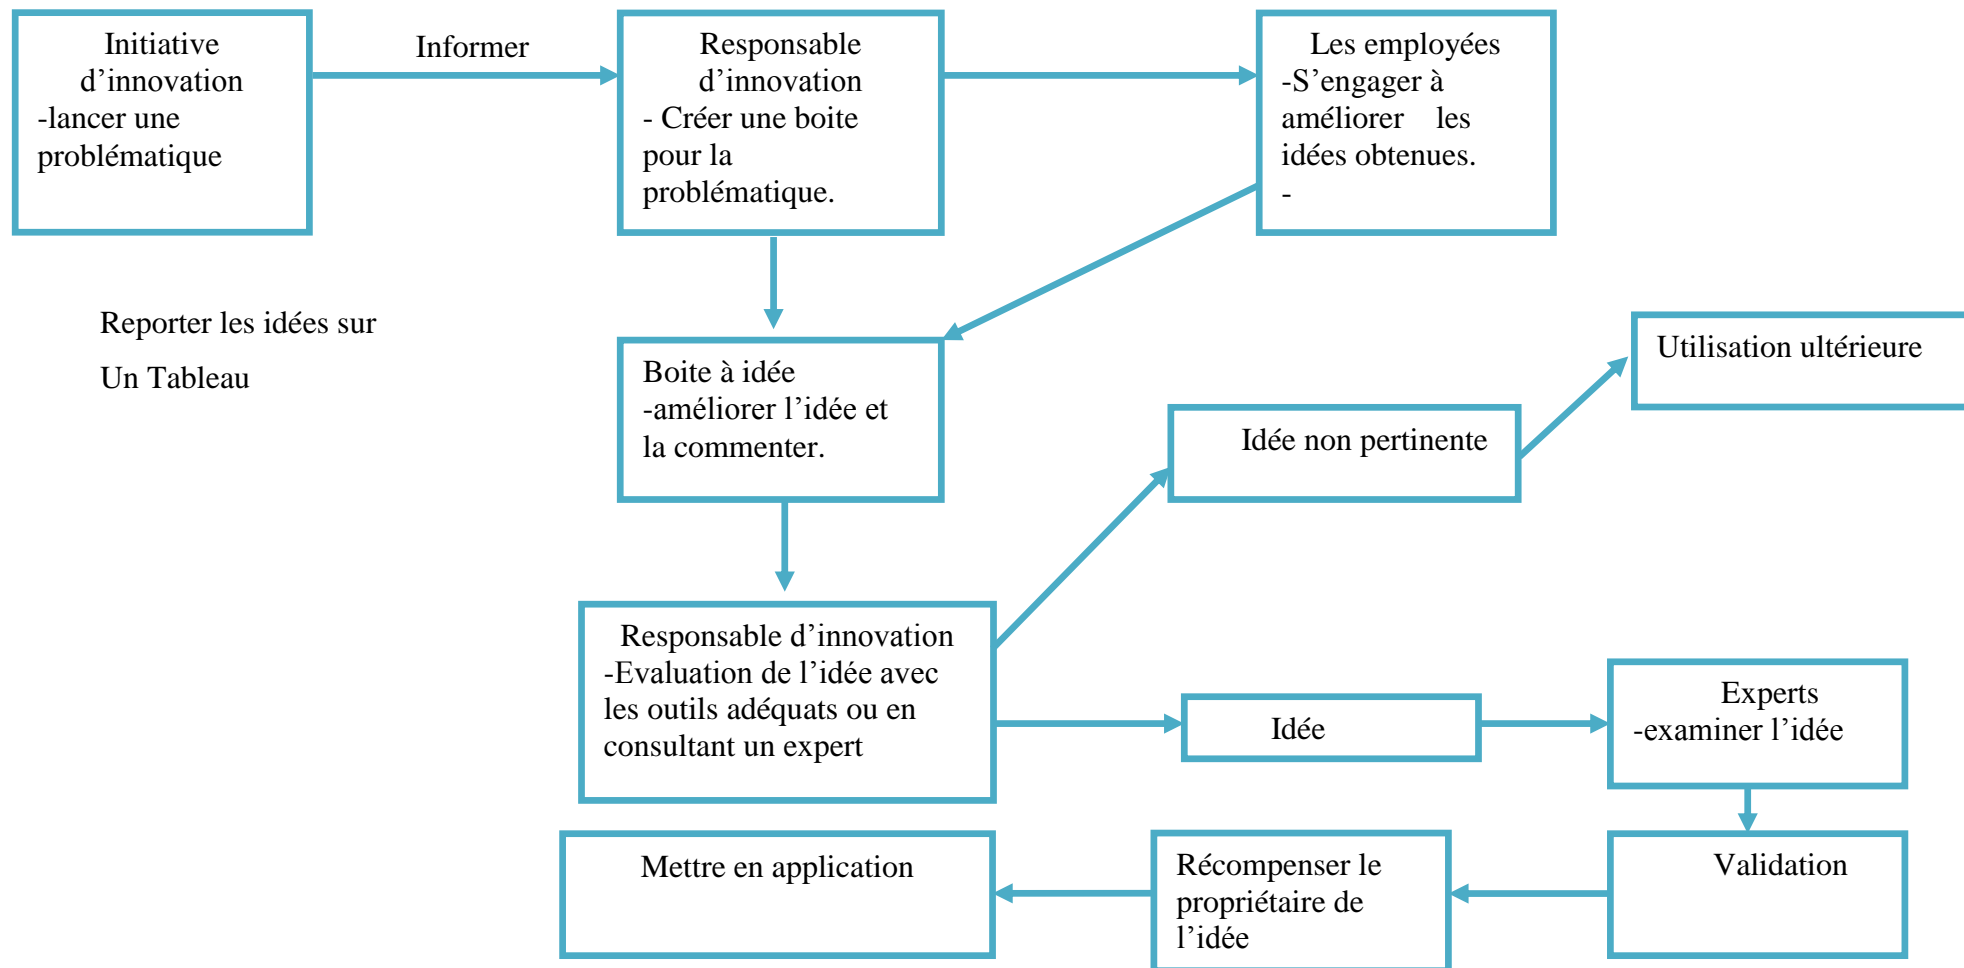 Initiative
d’innovation
-lancer une
problématique
Informer
Responsable
d’innovation
- Créer une boite
pour la
problématique.
Les employées
-S’engager à
améliorer les
idées obtenues.
-
Reporter les idées sur
Un Tableau
Boite à idée
-améliorer l’idée et
la commenter.
Utilisation ultérieure
Idée non pertinente
Responsable d’innovation
-Evaluation de l’idée avec
les outils adéquats ou en
consultant un expert
Idée
Experts
-examiner l’idée
Mettre en application
Récompenser le
propriétaire de
l’idée
Validation